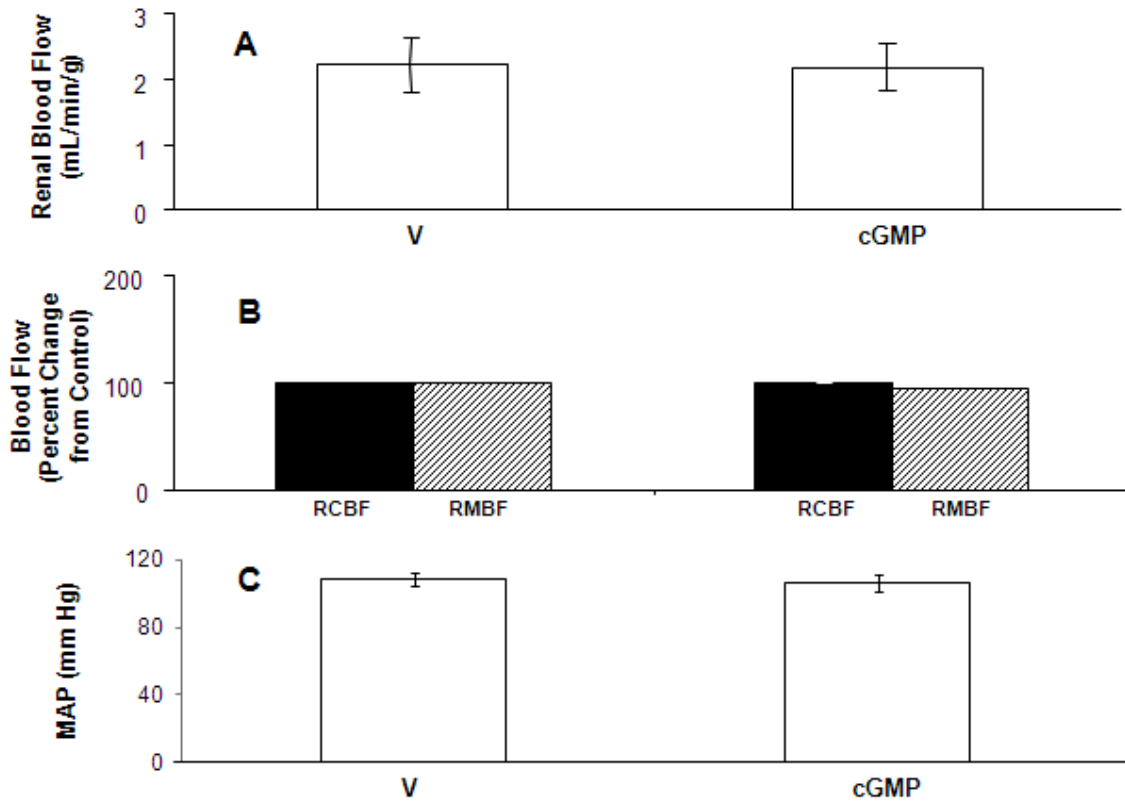 Renal Blood Flow
(mL/min/g)
3
2
1
0
A
V cGMP
Blood Flow
(Percent Change
from Control)
200
100
0
B
RCBF RMBF RCBF RMBF
MAP (mm Hg)
120
80
40
0
C
V cGMP